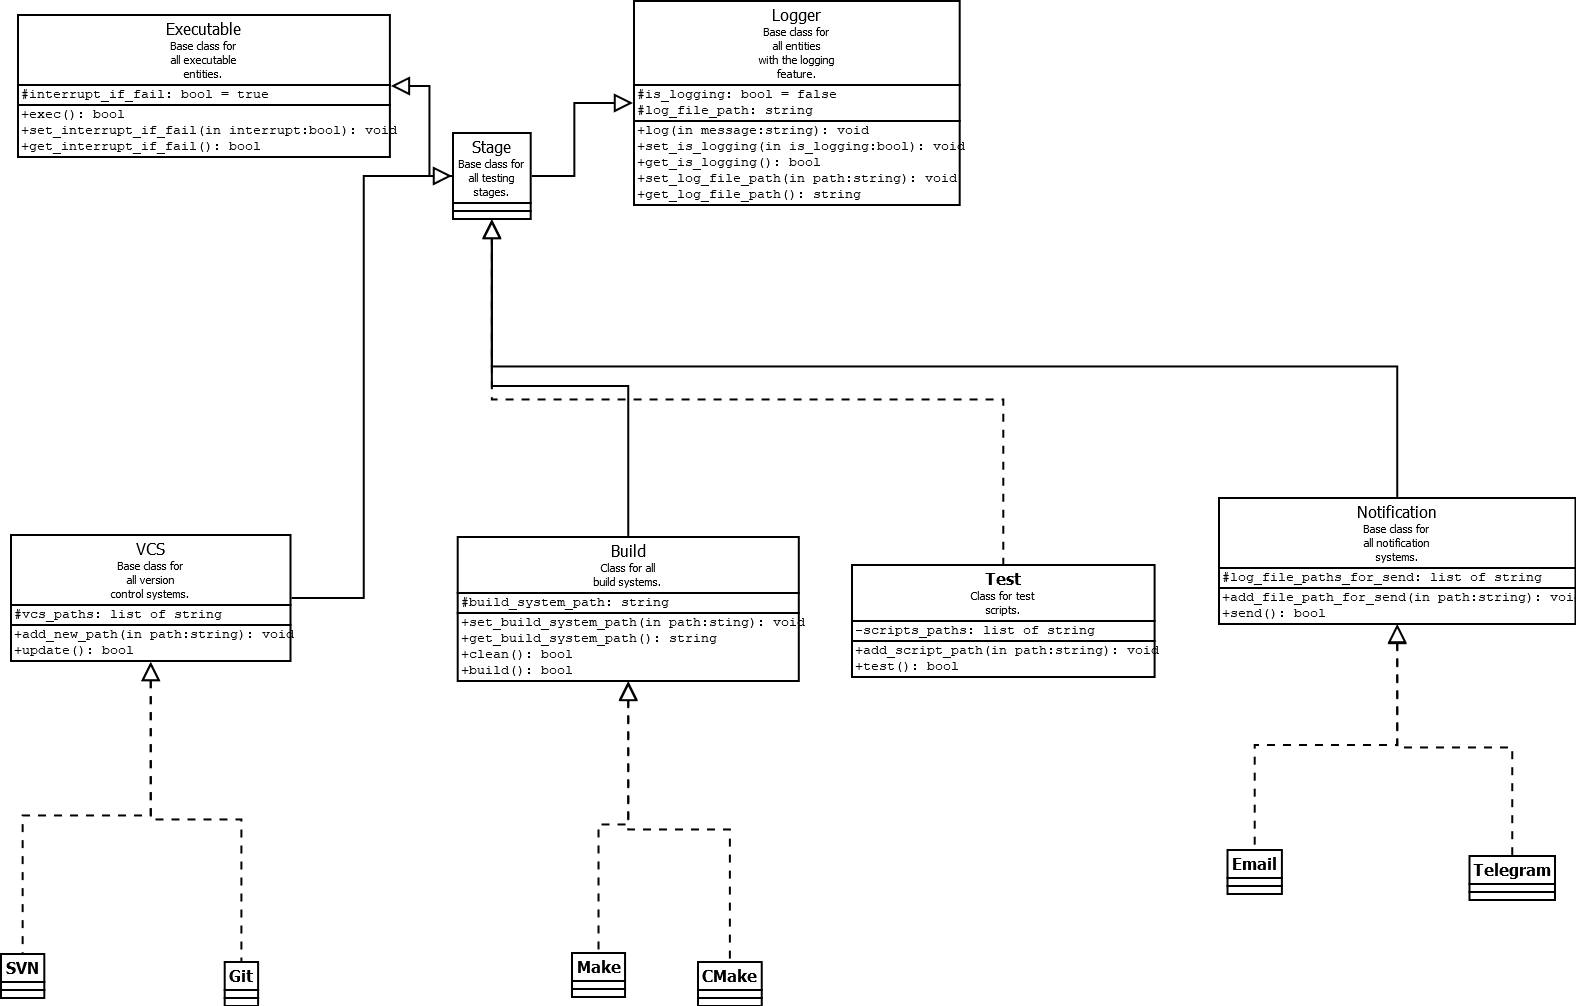 Executable
Base class for
all executable
entities.
#interrupt_if_fail: bool = true
+exec(): bool
+set_interrupt_if_fail(in interrupt:bool): void
+get_interrupt_if_fail(): bool
Logger
Base class for
all entities
with the logging
feature.
#is_logging: bool = false
#log_file_path: string
+log(in message:string): void
+set_is_logging(in is_logging:bool): void
+get_is_logging(): bool
+set_log_file_path(in path:string): void
+get_log_file_path(): string
Stage
Base class for
all testing
stages.
VCS
Base class for
all version
control systems.
#vcs_paths: list of string
+add_new_path(in path:string): void
+update(): bool
Build
Class for all
build systems.
#build_system_path: string
+set_build_system_path(in path:sting): void
+get_build_system_path(): string
+clean(): bool
+build(): bool
Test
Class for test
scripts.
-scripts_paths: list of string
+add_script_path(in path:string): void
+test(): bool
Notification
Base class for
all notification
systems.
#log_file_paths_for_send: list of string
+add_file_path_for_send(in path:string): voi
+send(): bool
SVN
Git
Make
CMake
Email
Telegram